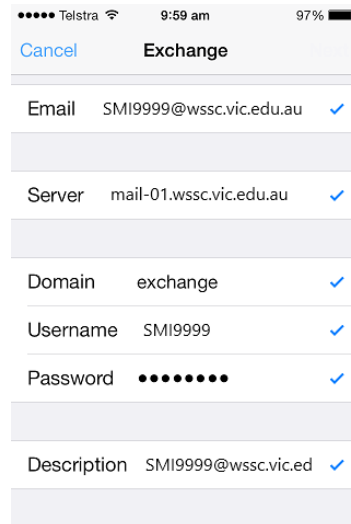 Telstra 9:59 am 97%
Cancel Exchange
Email SMI9999@wssc.vic.edu.au
Server mail-01.wssc.vic.edu.au
Domain exchange
Username SMI9999
Password ●●●●●●●●
Description SMI9999@wssc.vic.ed